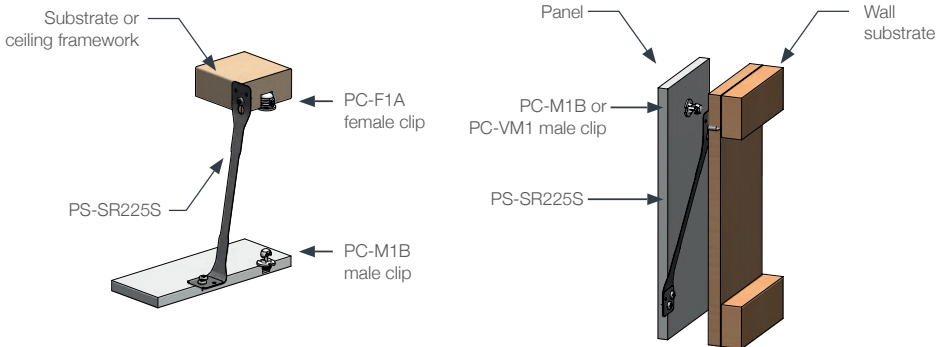 Substrate or
ceiling framework
PC-F1A
female clip
PS-SR225S
PC-M1B
male clip
Panel
Wall
substrate
PC-M1B or
PC-VM1 male clip
PS-SR225S